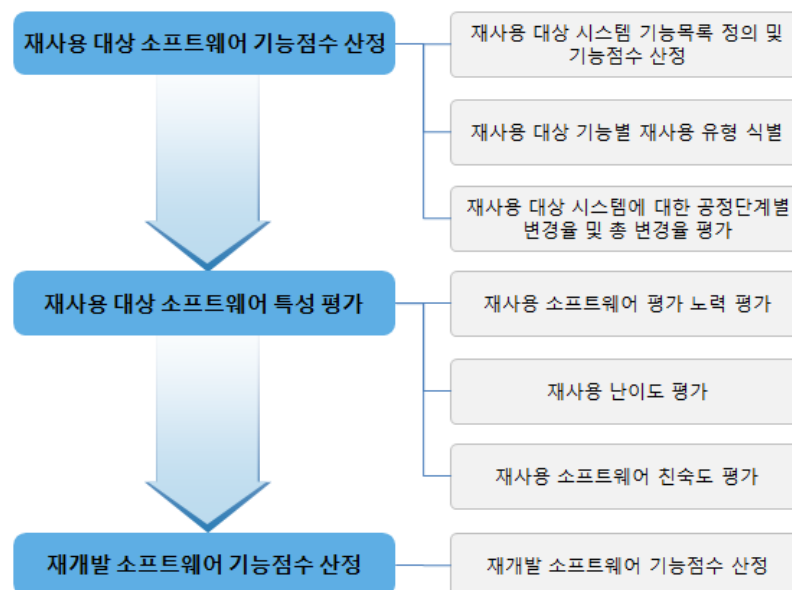 재사용 대상 소프트웨어 기능점수 산정
재사용 대상 시스템 기능목록 정의 및
기능점수 산정
재사용 대상 기능별 재사용 유형 식별
재사용 대상 시스템에 대한 공정단계별
변경율 및 총 변경율 평가
재사용 대상 소프트웨어 특성 평가
재사용 소프트웨어 평가 노력 평가
재사용 난이도 평가
재사용 소프트웨어 친숙도 평가
재개발 소프트웨어 기능점수 산정
재개발 소프트웨어 기능점수 산정